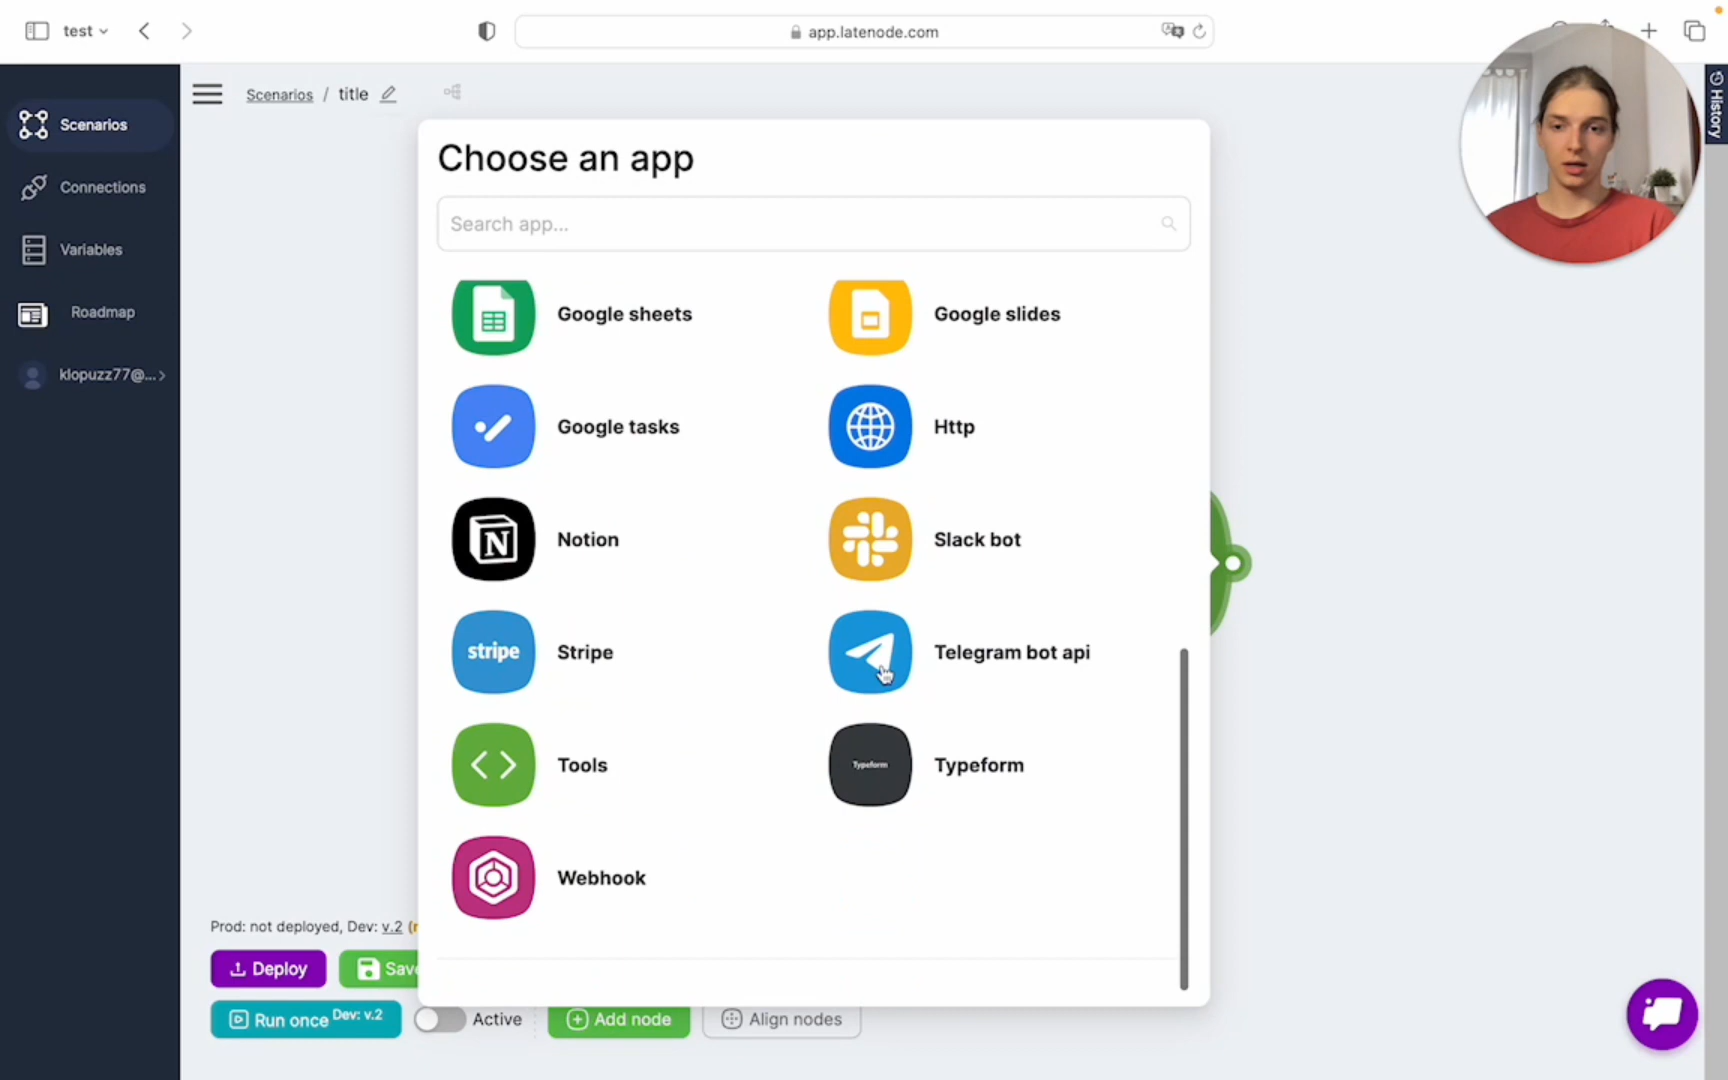 test
app.latenode.com
Scenarios
Connections
Variables
Roadmap
klopuzz77@...
Scenarios / title
History
Choose an app
Search app...
Google sheets
Google slides
Google tasks
Http
N
Notion
Slack bot
stripe
Stripe
Telegram bot api
Tools
Typeform
Typeform
Webhook
Prod: not deployed, Dev: v.2
Deploy
Save
Run once Dev: v.2
Active
Add node
Align nodes